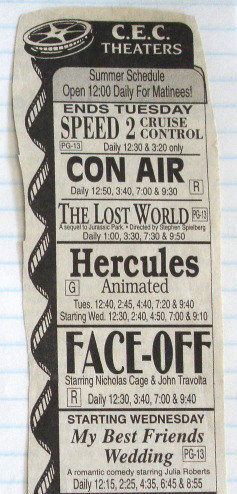 C.E.C.
THEATERS
Summer Schedule
Open 12:00 Daily For Matinees!
ENDS TUESDAY
SPEED 2 CRUISE CONTROL
PG-13 Daily 12:30 & 3:20 only
CON AIR
Daily 12:50, 3:40, 7:00 & 9:30 R
THE LOST WORLD PG-13
A sequel to Jurassic Park. • Directed by Stephen Spielberg
Daily 1:00, 3:30, 7:30 & 9:50
Hercules
G Animated
Tues. 12:40, 2:45, 4:40, 7:20 & 9:40
Starting Wed. 12:30, 2:40, 4:50, 7:00 & 9:10
FACE-OFF
Starring Nicholas Cage & John Travolta
R Daily 12:30, 3:40, 7:00 & 9:40
STARTING WEDNESDAY
My Best Friends
Wedding PG-13
A romantic comedy starring Julia Roberts
Daily 12:15, 2:25, 4:35, 6:45 & 8:55